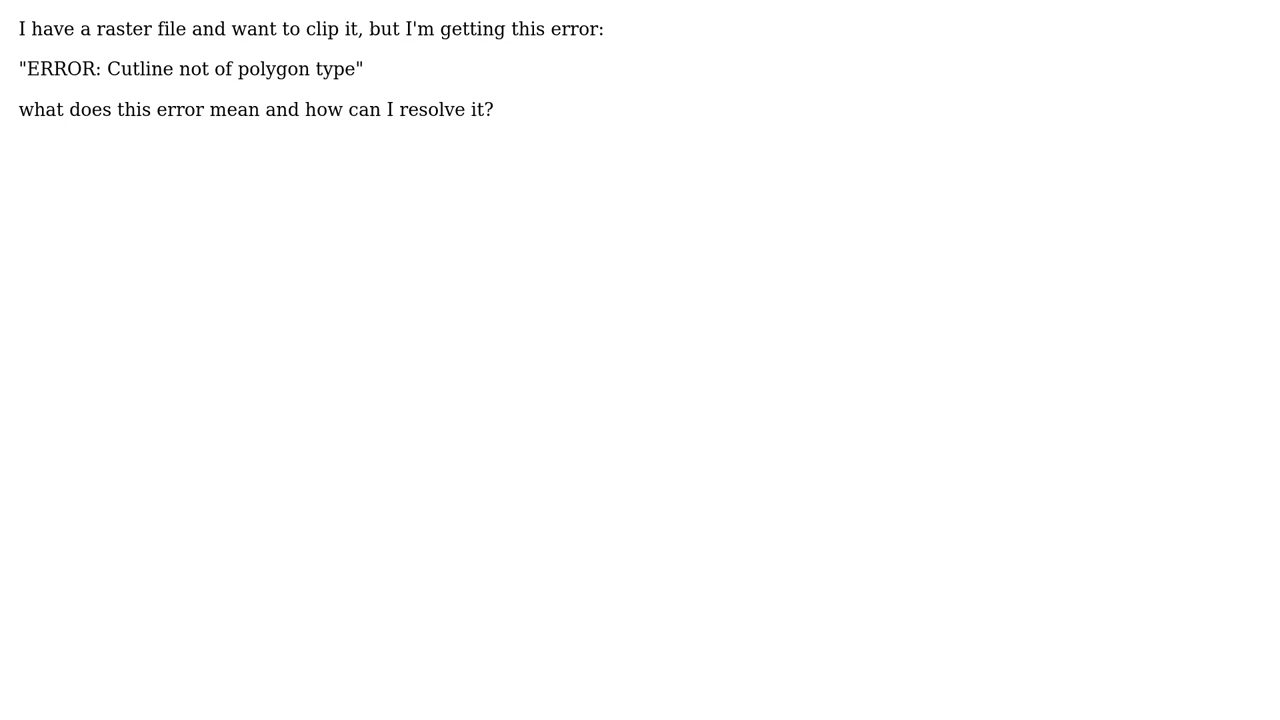 I have a raster file and want to clip it, but I'm getting this error:
"ERROR: Cutline not of polygon type"
what does this error mean and how can I resolve it?